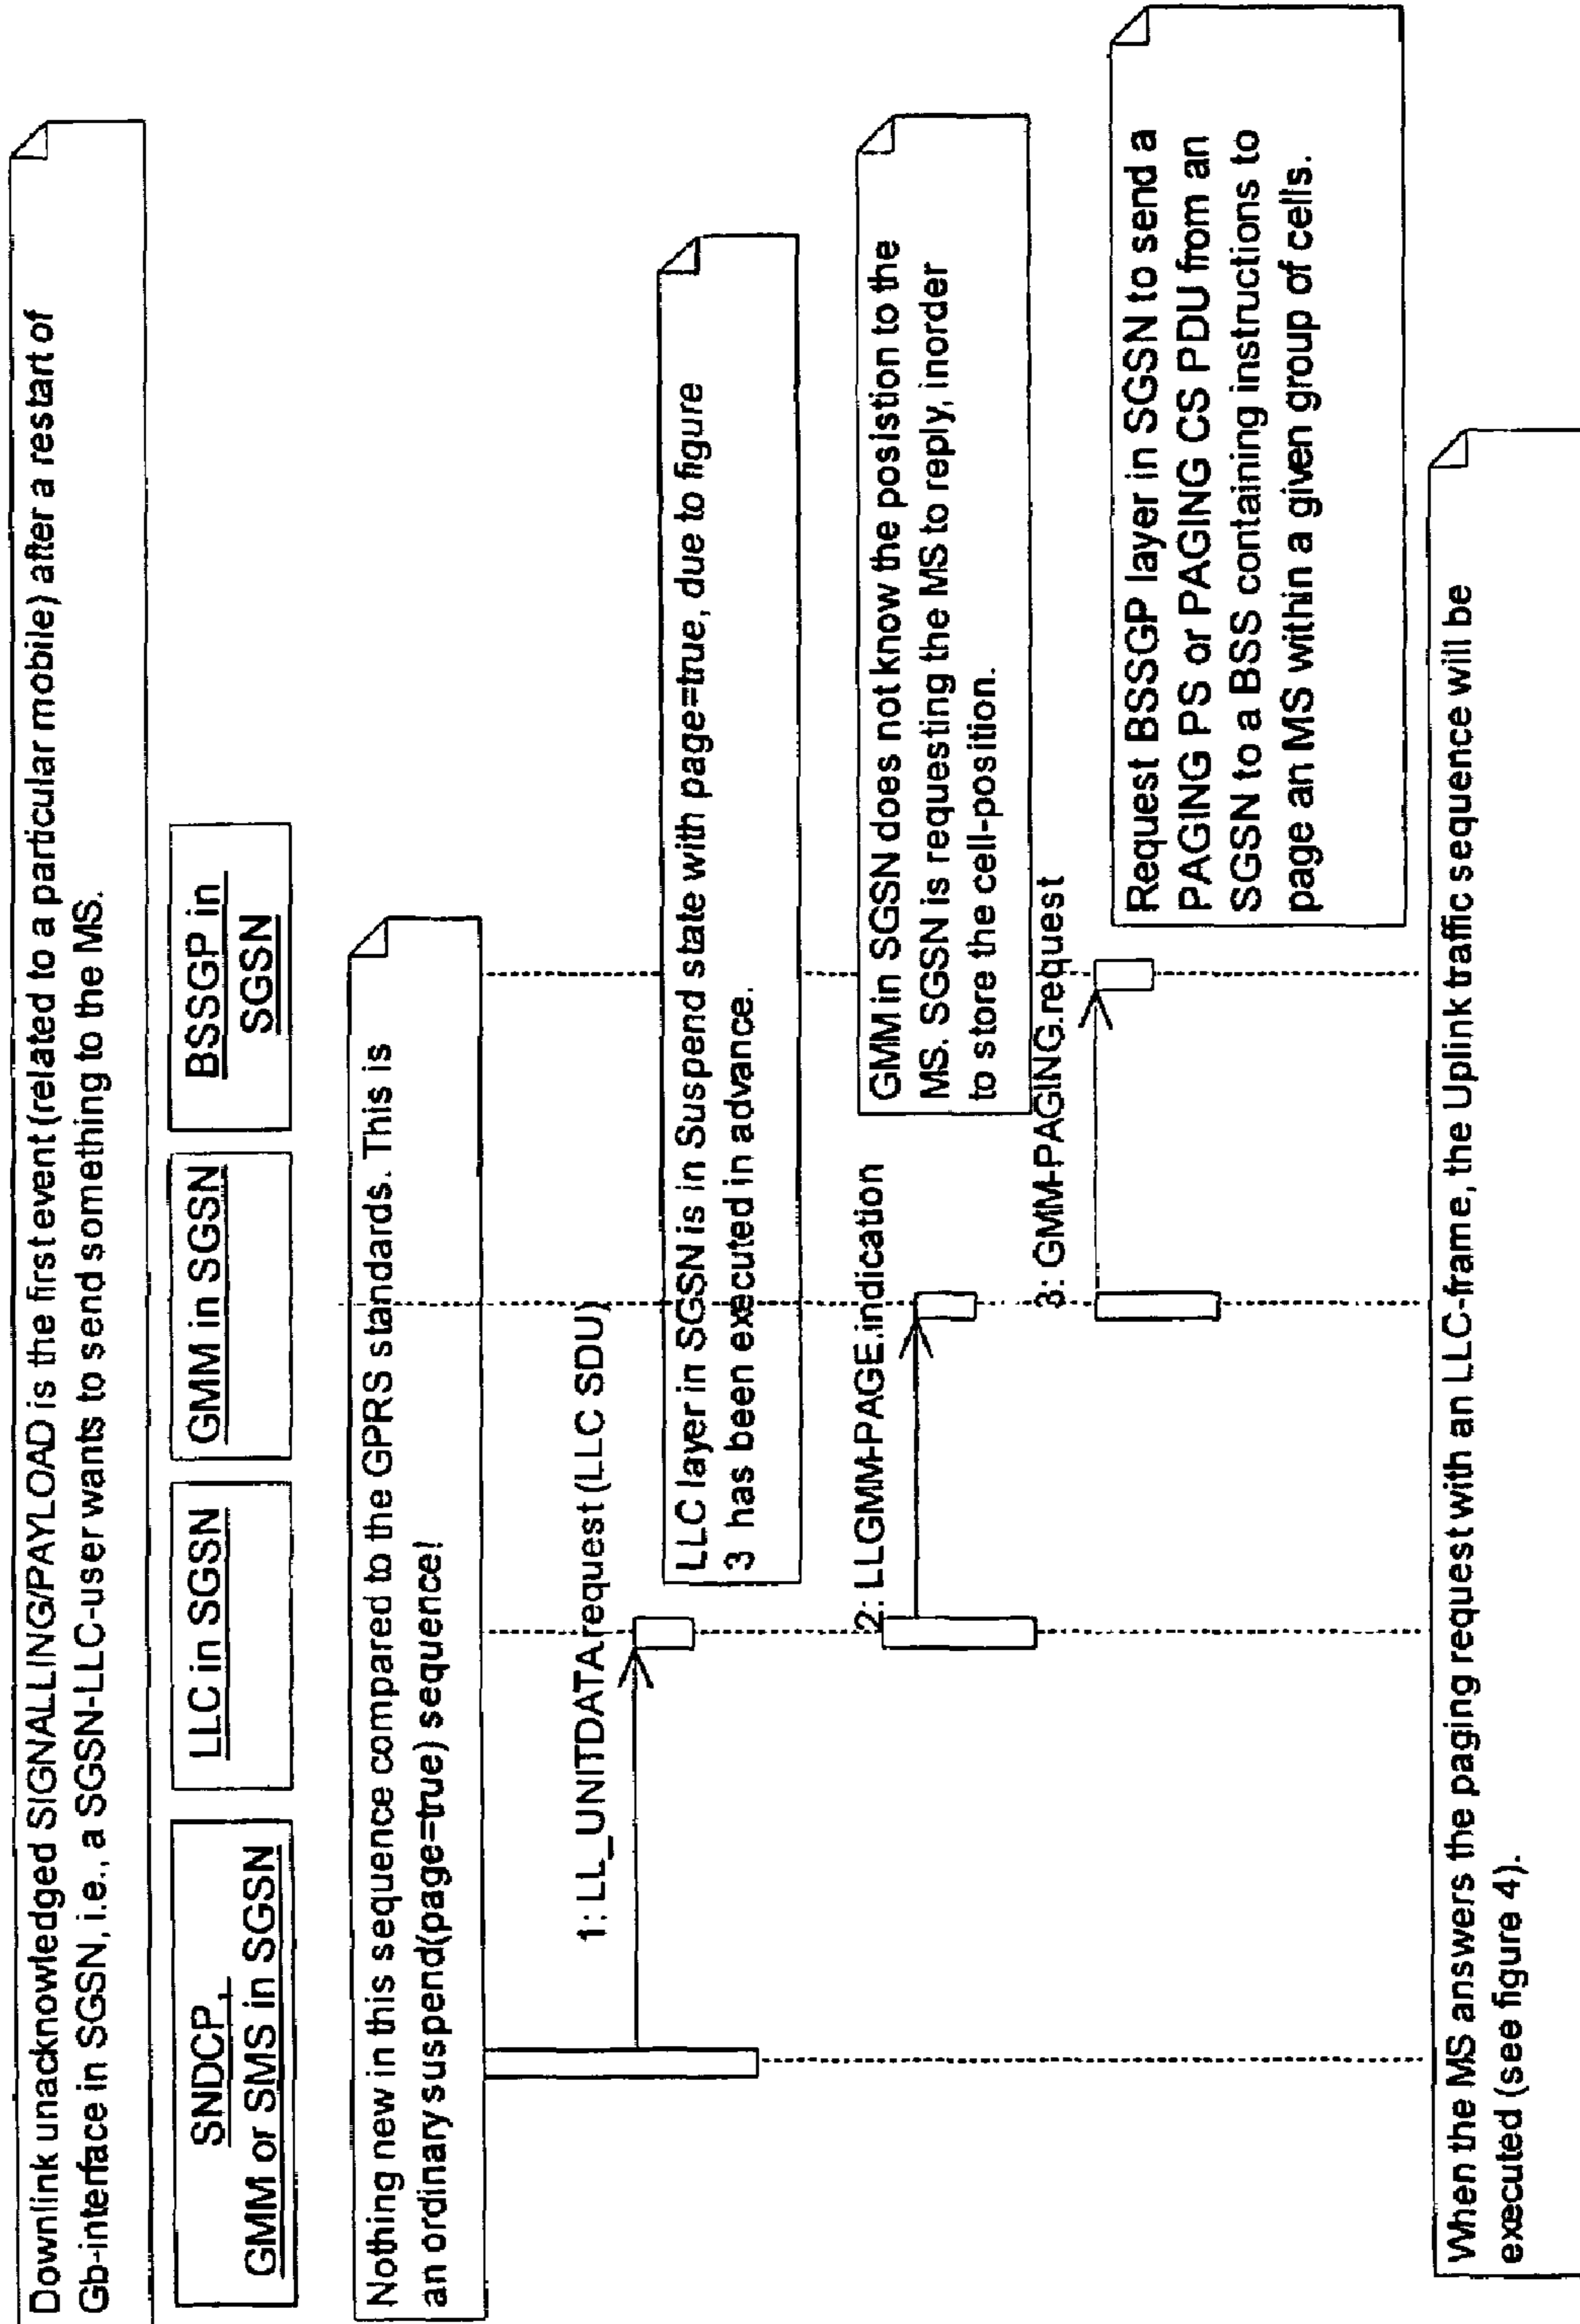 Downlink unacknowledged SIGNALLING/PAYLOAD is the first event (related to a particular mobile) after a restart of
Gb-interface in SGSN, i.e., a SGSN-LLC-user wants to send something to the MS.
SNDCP,
GMM or SMS in SGSN
LLC in SGSN
GMM in SGSN
BSSGP in
SGSN
Nothing new in this sequence compared to the GPRS standards. This is
an ordinary suspend(page=true) sequence!
1: LL_UNITDATA.request(LLC SDU)
LLC layer in SGSN is in Suspend state with page=true, due to figure
3 has been executed in advance.
2: LLGMM-PAGE.indication
GMM in SGSN does not know the posistion to the
MS. SGSN is requesting the MS to reply, inorder
to store the cell-position.
3: GMM-PAGING.request
Request BSSGP layer in SGSN to send a
PAGING PS or PAGING CS PDU from an
SGSN to a BSS containing instructions to
page an MS within a given group of cells.
When the MS answers the paging request with an LLC-frame, the Uplink traffic sequence will be
executed (see figure 4).